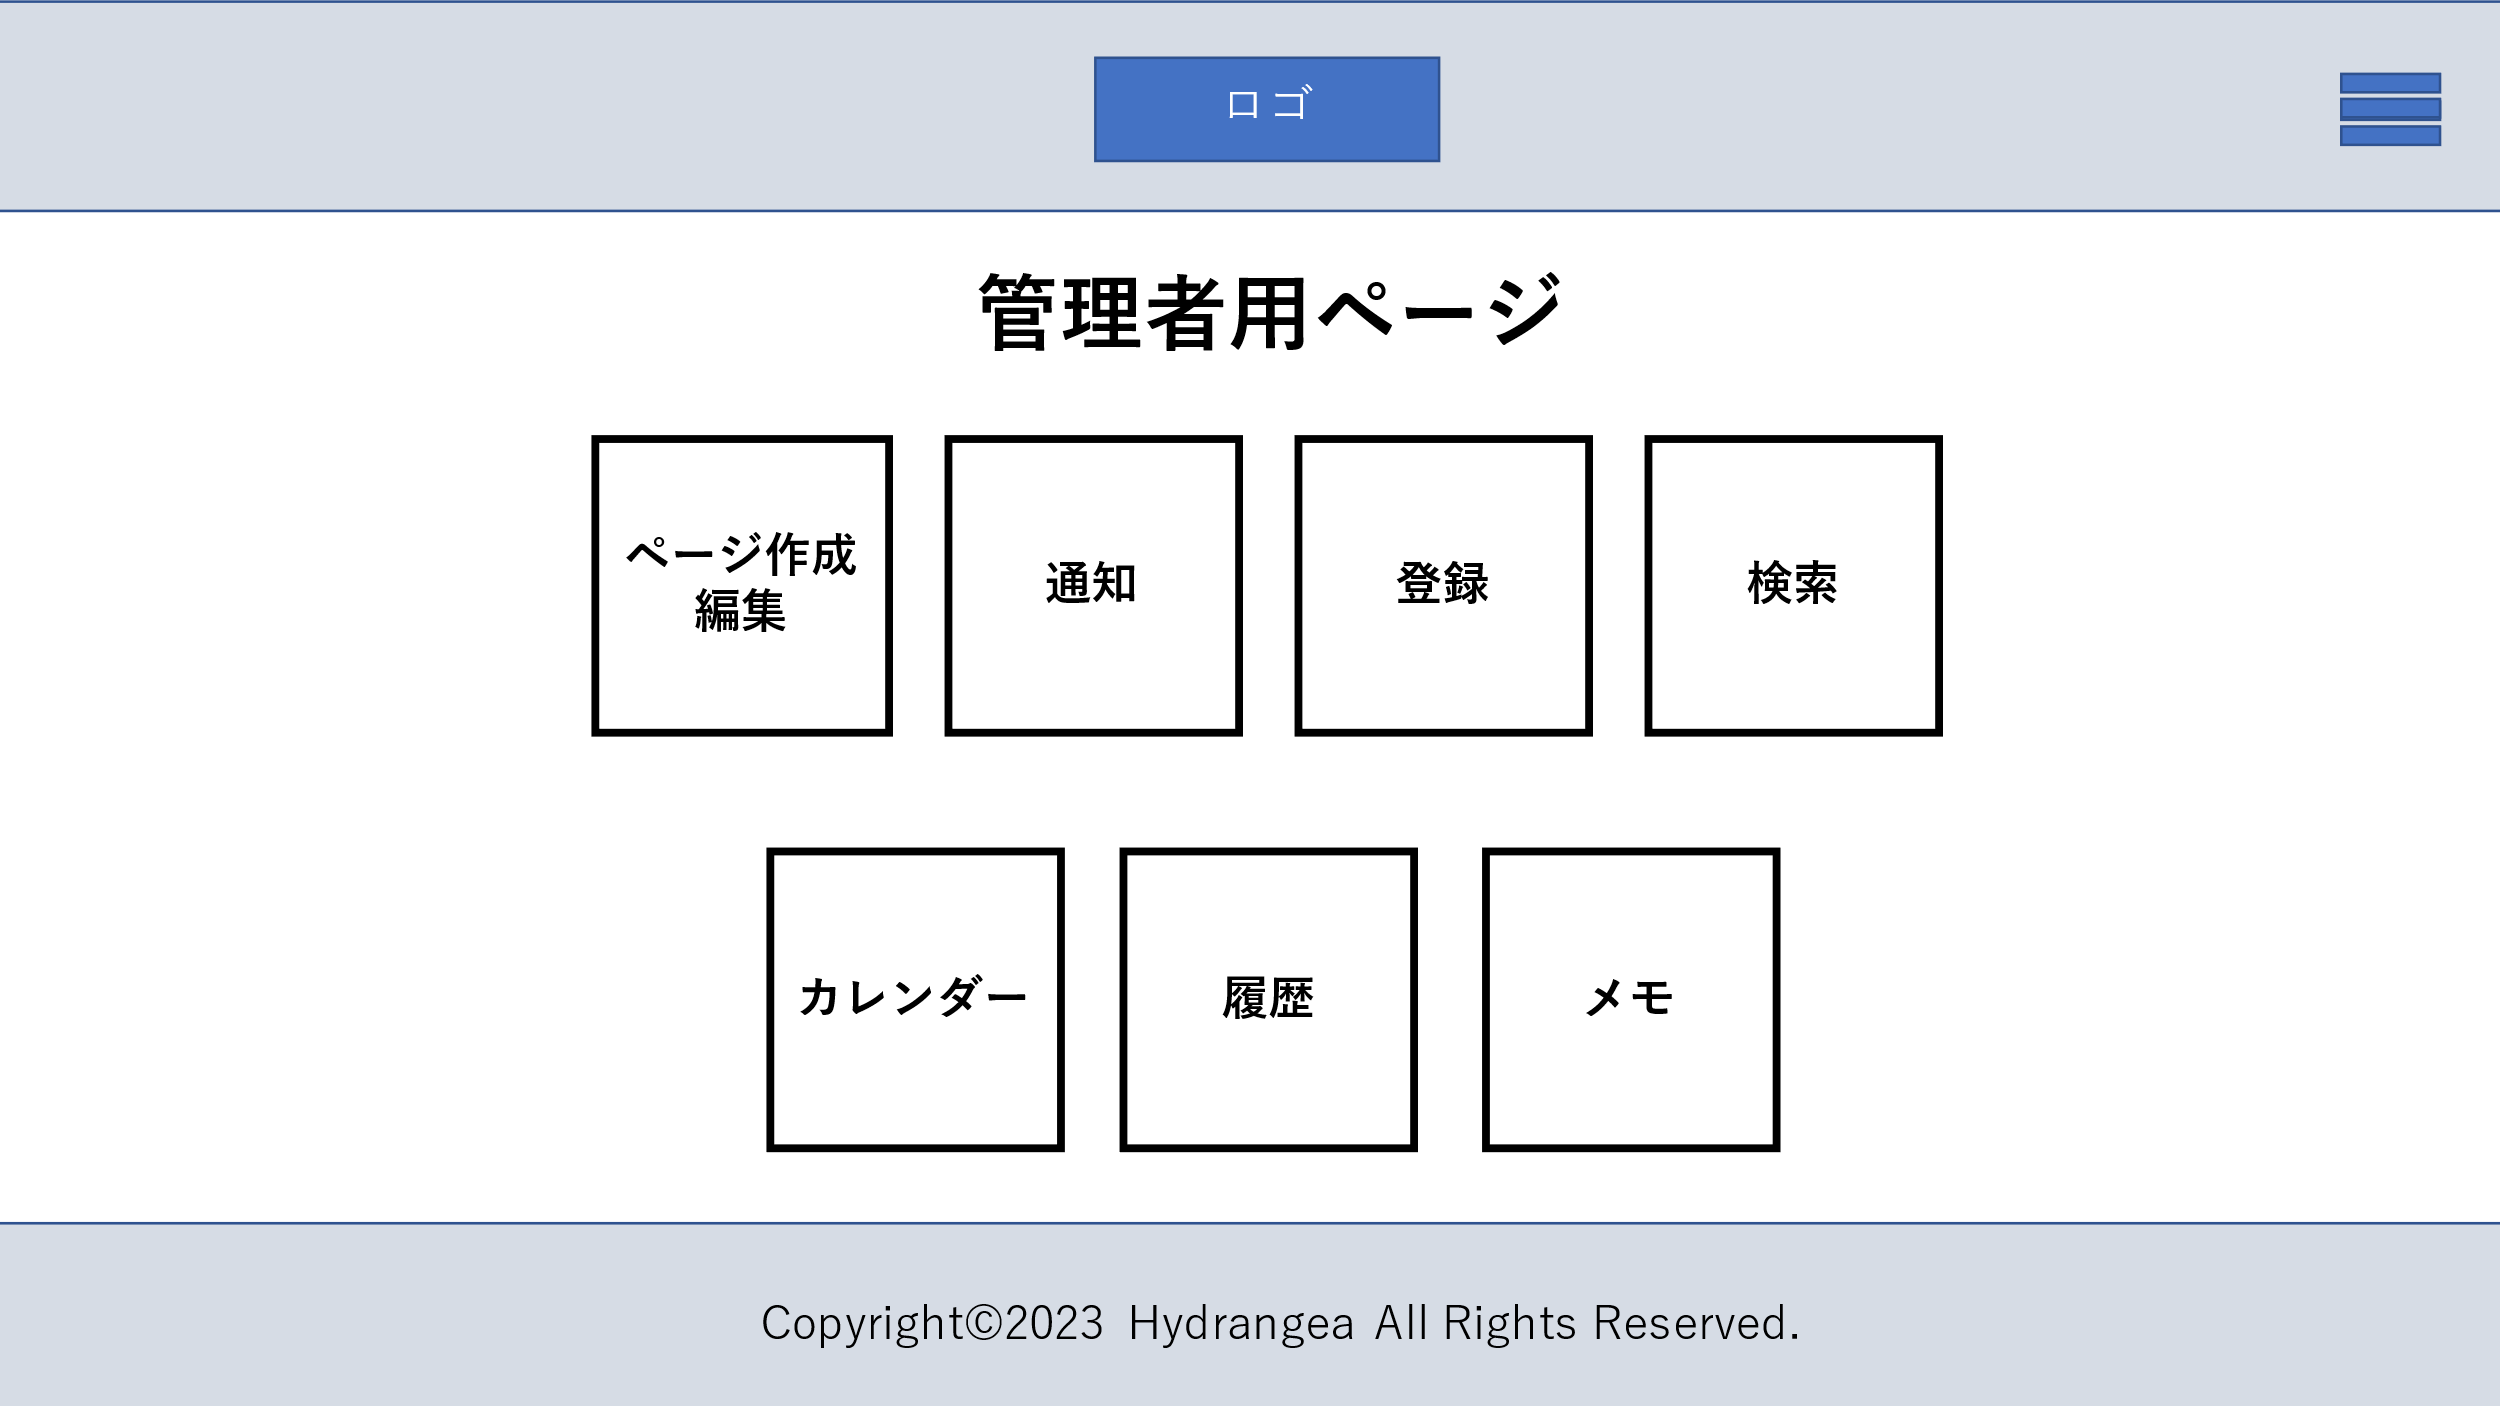 ロゴ
管理者用ページ
ページ作成
編集
通知
登録
検索
カレンダー
履歴
メモ
Copyright©2023 Hydrangea All Rights Reserved.